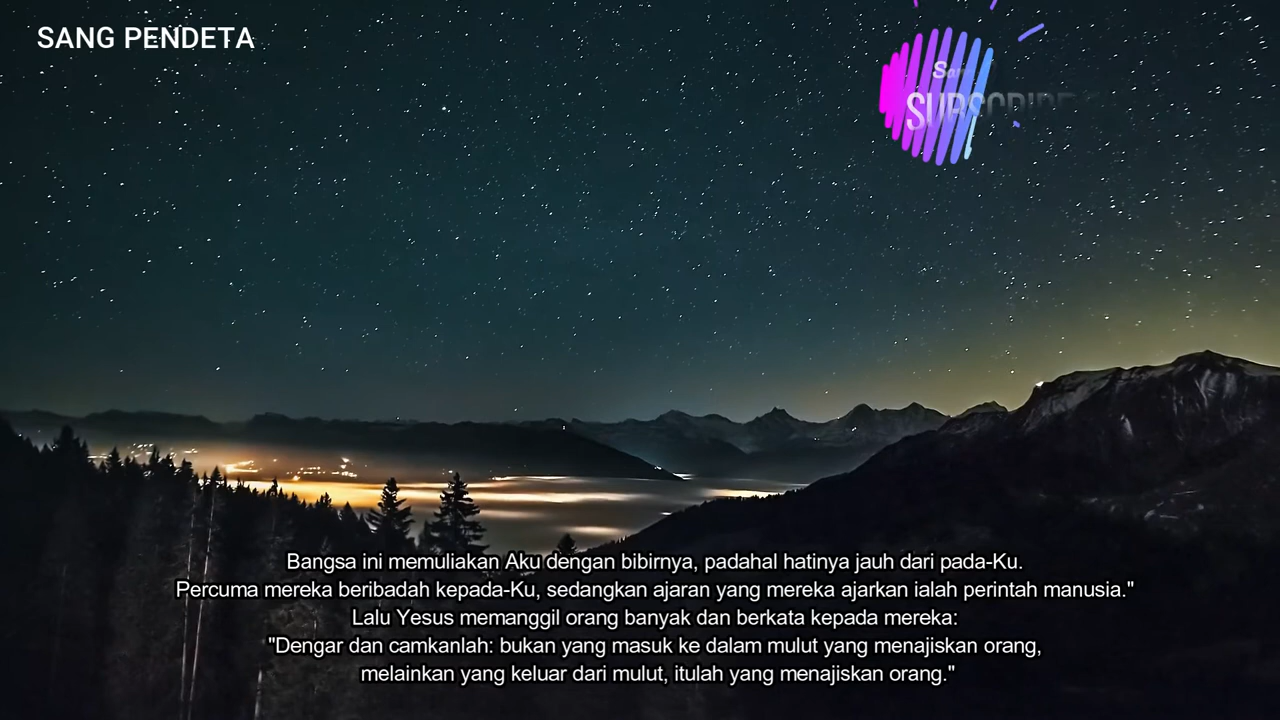 SANG PENDETA
SUBSCRIBE
Bangsa ini memuliakan Aku dengan bibirnya, padahal hatinya jauh dari pada-Ku.
Percuma mereka beribadah kepada-Ku, sedangkan ajaran yang mereka ajarkan ialah perintah manusia."
Lalu Yesus memanggil orang banyak dan berkata kepada mereka:
"Dengar dan camkanlah: bukan yang masuk ke dalam mulut yang menajiskan orang,
melainkan yang keluar dari mulut, itulah yang menajiskan orang."